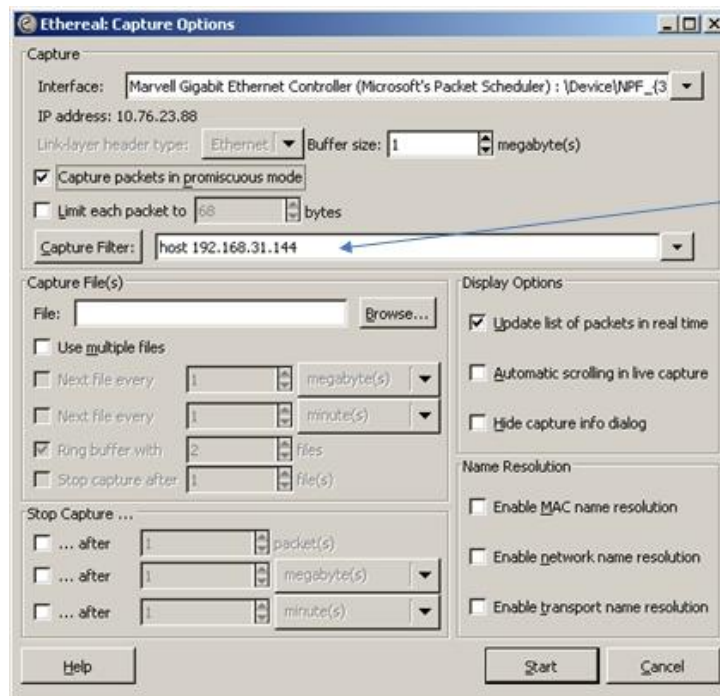 Ethereal: Capture Options
Capture
Interface: Marvell Gigabit Ethernet Controller (Microsoft's Packet Scheduler) : \Device\NPF_{3
IP address: 10.76.23.88
Link-layer header type: Ethernet Buffer size: 1 megabyte(s)
Capture packets in promiscuous mode
Limit each packet to 68 bytes
Capture Filter: host 192.168.31.144
Capture File(s)
File: Browse...
Use multiple files
Next file every 1 megabyte(s)
Next file every 1 minute(s)
Ring buffer with 2 files
Stop capture after 1 file(s)
Stop Capture ...
... after 1 packet(s)
... after 1 megabyte(s)
... after 1 minute(s)
Display Options
Update list of packets in real time
Automatic scrolling in live capture
Hide capture info dialog
Name Resolution
Enable MAC name resolution
Enable network name resolution
Enable transport name resolution
Help Start Cancel